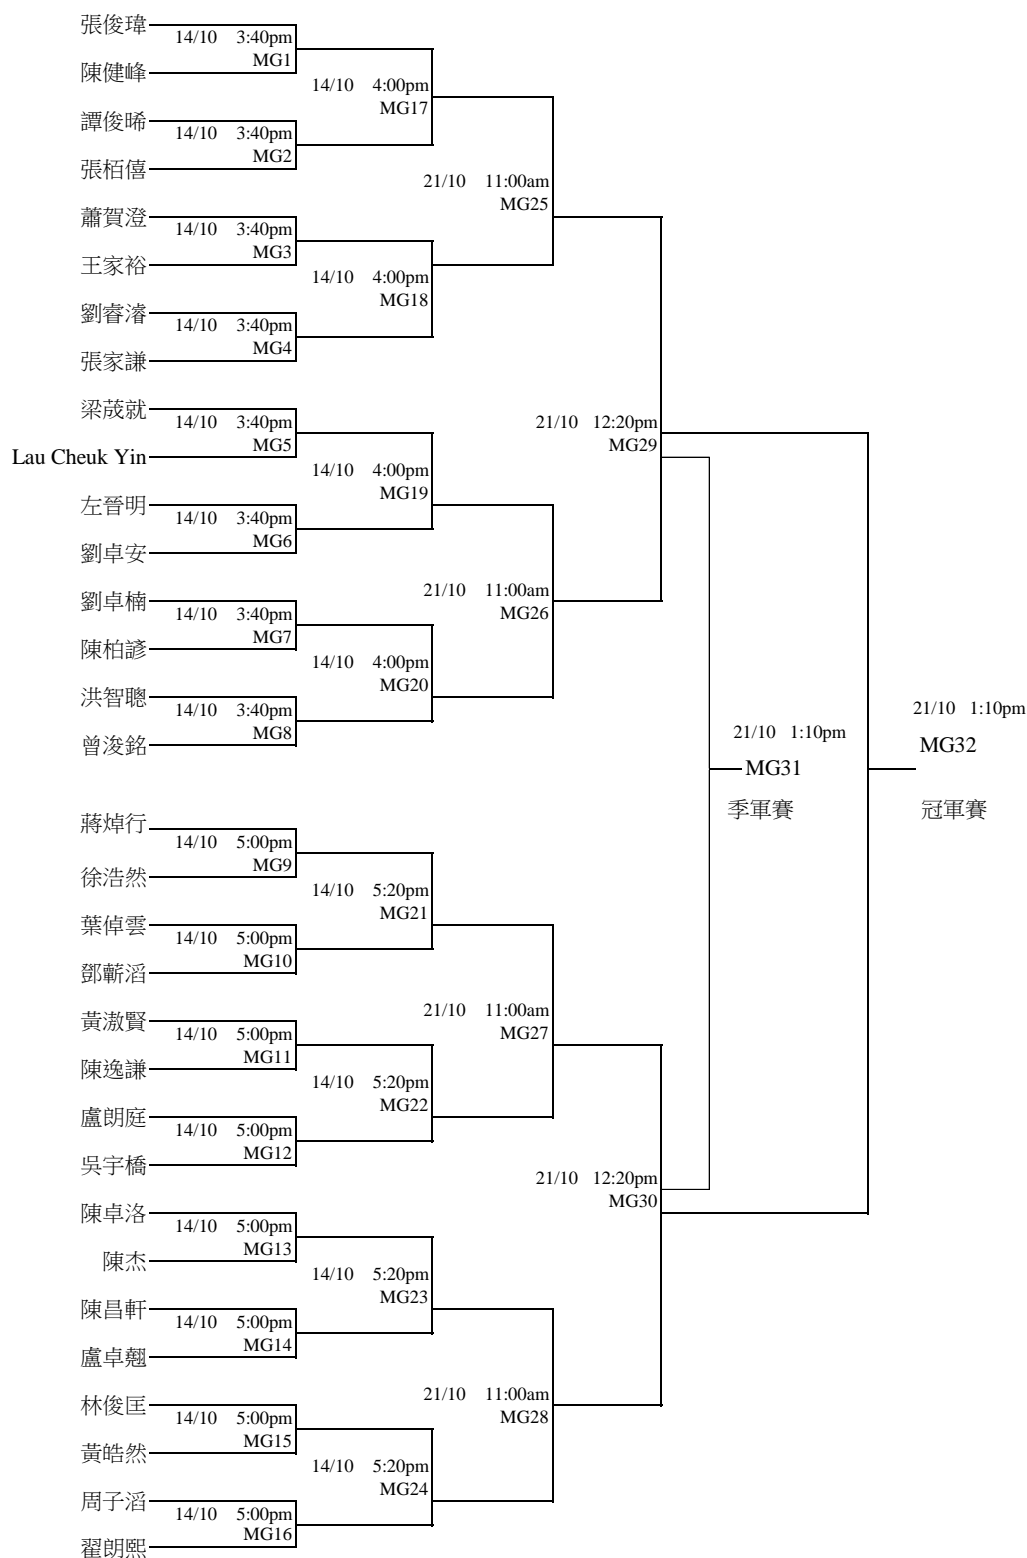 張俊瑋
14/10 3:40pm
MG1
陳健峰
14/10 4:00pm
MG17
譚俊晞
14/10 3:40pm
MG2
張栢僖
21/10 11:00am
MG25
蕭賀澄
14/10 3:40pm
MG3
王家裕
14/10 4:00pm
MG18
劉睿濬
14/10 3:40pm
MG4
張家謙
梁茂就
14/10 3:40pm
MG5
21/10 12:20pm
MG29
Lau Cheuk Yin
14/10 4:00pm
MG19
左晉明
14/10 3:40pm
MG6
劉卓安
21/10 11:00am
MG26
劉卓楠
14/10 3:40pm
MG7
陳柏諺
14/10 4:00pm
MG20
洪智聰
14/10 3:40pm
MG8
曾浚銘
21/10 1:10pm
MG31
季軍賽
21/10 1:10pm
MG32
冠軍賽
蔣焯行
14/10 5:00pm
MG9
徐浩然
14/10 5:20pm
MG21
葉倬雲
14/10 5:00pm
MG10
鄧蘄滔
21/10 11:00am
MG27
黃漖賢
14/10 5:00pm
MG11
陳逸謙
14/10 5:20pm
MG22
盧朗庭
14/10 5:00pm
MG12
吳宇橋
21/10 12:20pm
MG30
陳卓洛
14/10 5:00pm
MG13
陳杰
14/10 5:20pm
MG23
陳昌軒
14/10 5:00pm
MG14
盧卓翹
21/10 11:00am
MG28
林俊匡
14/10 5:00pm
MG15
黃皓然
14/10 5:20pm
MG24
周子滔
14/10 5:00pm
MG16
翟朗熙